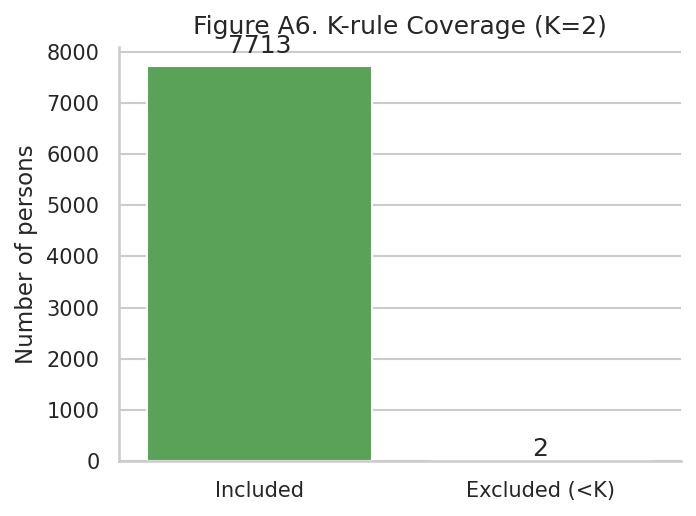 Figure A6. K-rule Coverage (K=2)
7713
8000
7000
6000
5000
4000
3000
2000
1000
0
Number of persons
2
Included
Excluded (<K)